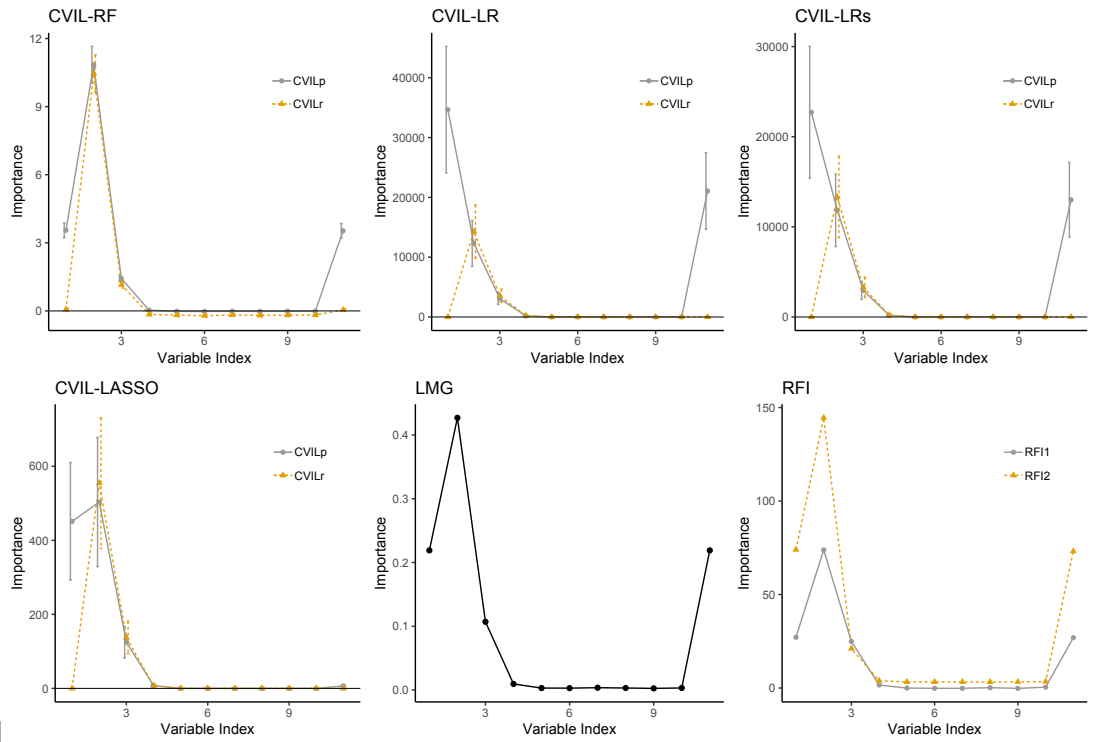 CVIL-RF
12
9
6
3
0
Importance
CVILp
CVILr
3
6
9
Variable Index
CVIL-LR
40000
30000
20000
10000
0
Importance
CVILp
CVILr
3
6
9
Variable Index
CVIL-LRs
30000
20000
10000
0
Importance
CVILp
CVILr
3
6
9
Variable Index
CVIL-LASSO
600
400
200
0
Importance
CVILp
CVILr
3
6
9
Variable Index
LMG
0.4
0.3
0.2
0.1
0.0
Importance
3
6
9
Variable Index
RFI
150
100
50
0
Importance
RFI1
RFI2
3
6
9
Variable Index